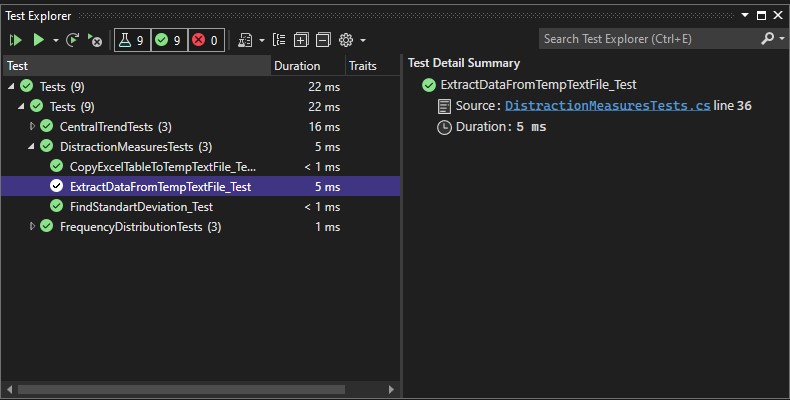 Test Explorer
9 9 0
Search Test Explorer (Ctrl+E)
Test Duration Traits
Tests (9) 22 ms
Tests (9) 22 ms
CentralTrendTests (3) 16 ms
DistractionMeasuresTests (3) 5 ms
CopyExcelTableToTempTextFile_Te... < 1 ms
ExtractDataFromTempTextFile_Test 5 ms
FindStandartDeviation_Test < 1 ms
FrequencyDistributionTests (3) 1 ms
Test Detail Summary
ExtractDataFromTempTextFile_Test
Source: DistractionMeasuresTests.cs line 36
Duration: 5 ms